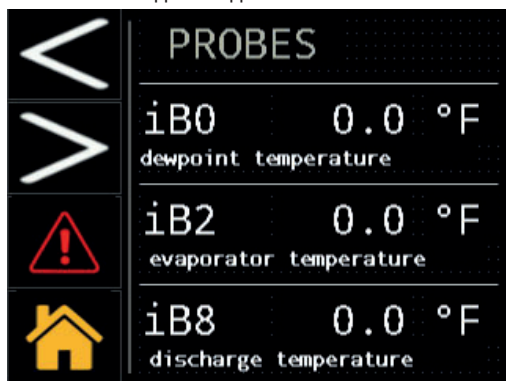 PROBES
iB0 0.0 °F
dewpoint temperature
iB2 0.0 °F
evaporator temperature
iB8 0.0 °F
discharge temperature